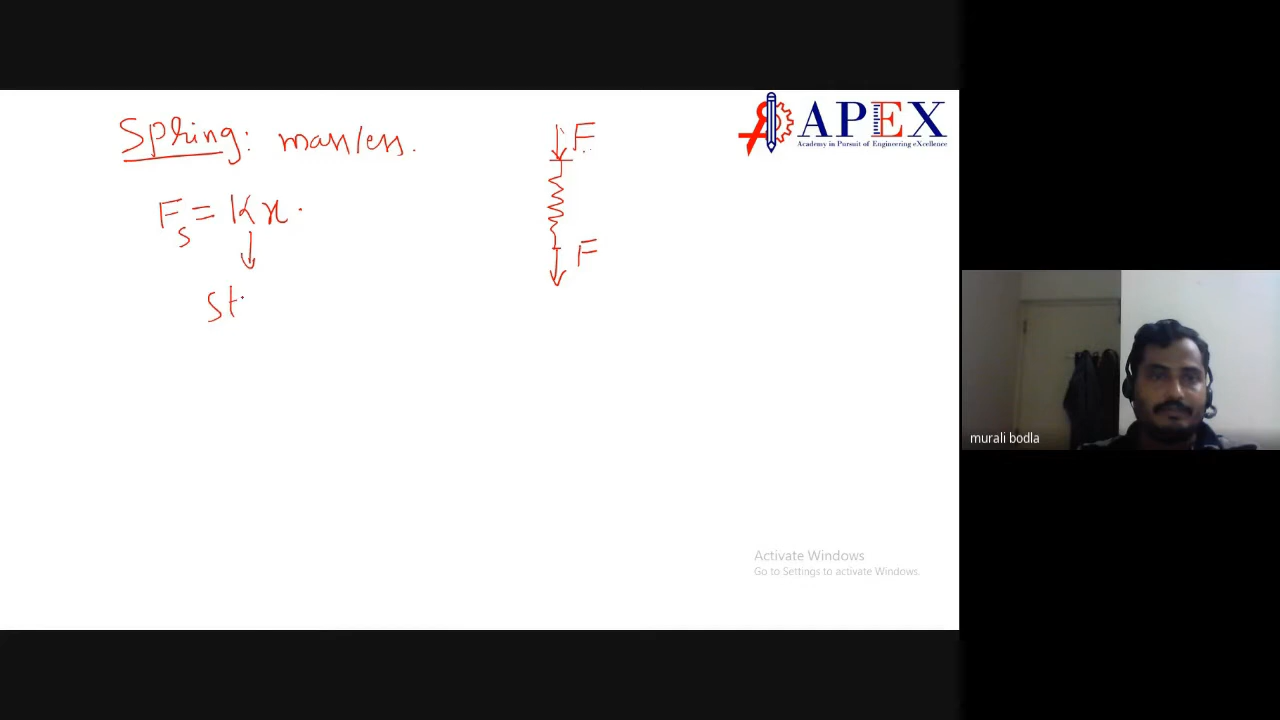 APEX
Academy in Pursuit of Engineering eXcellence
Spring: massless.
F
Fs = Kx.
F
St
murali bodla
Activate Windows
Go to Settings to activate Windows.